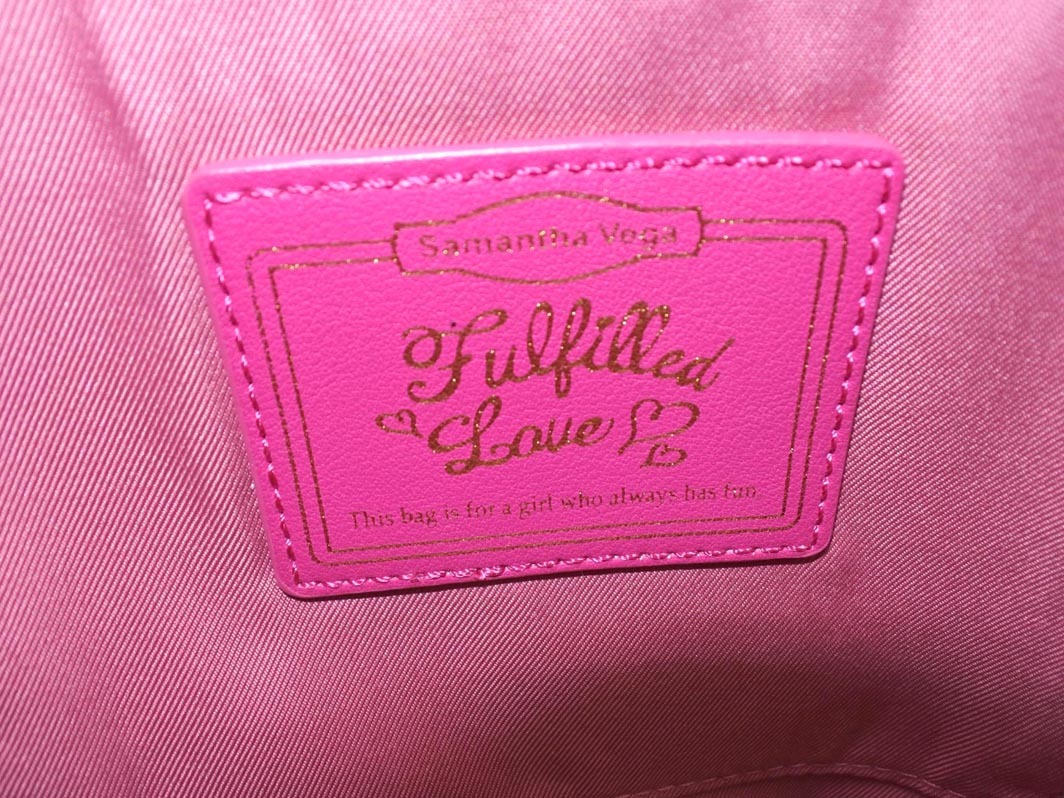 Samantha Vega
Fulfilled
Love
This bag is for a girl who always has fun